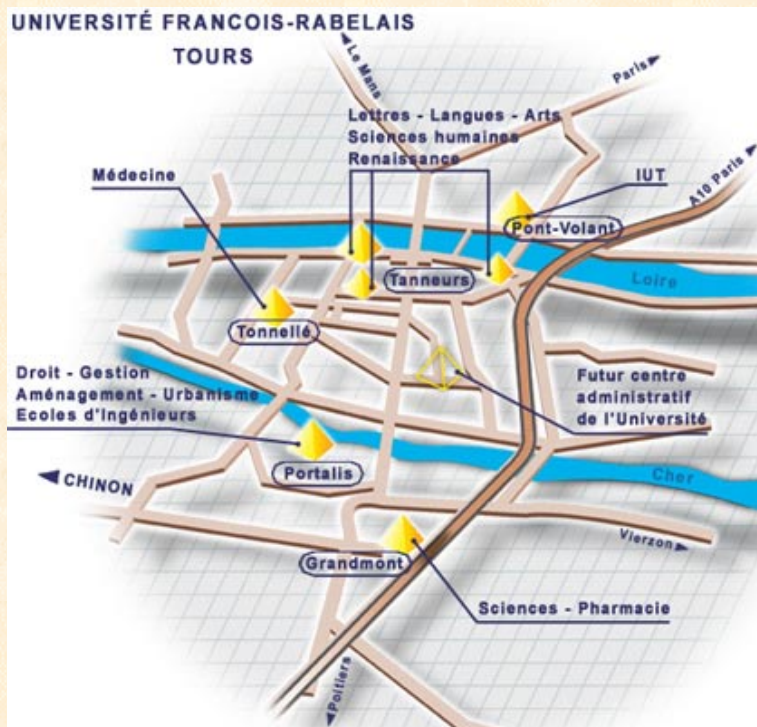 UNIVERSITÉ FRANCOIS-RABELAIS
TOURS
Le Mans
Paris
Lettres - Langues - Arts
Sciences humaines
Renaissance
Médecine
IUT
A10 Paris
Pont-Volant
Tanneurs
Loire
Tonnellé
Droit - Gestion
Aménagement - Urbanisme
Ecoles d'Ingénieurs
Futur centre
administratif
de l'Université
Portalis
CHINON
Cher
Vierzon
Grandmont
Sciences - Pharmacie
Poitiers